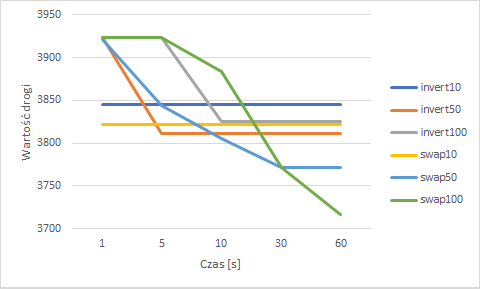 3950
3900
3850
3800
3750
3700
Wartość drogi
1 5 10 30 60
Czas [s]
invert10
invert50
invert100
swap10
swap50
swap100